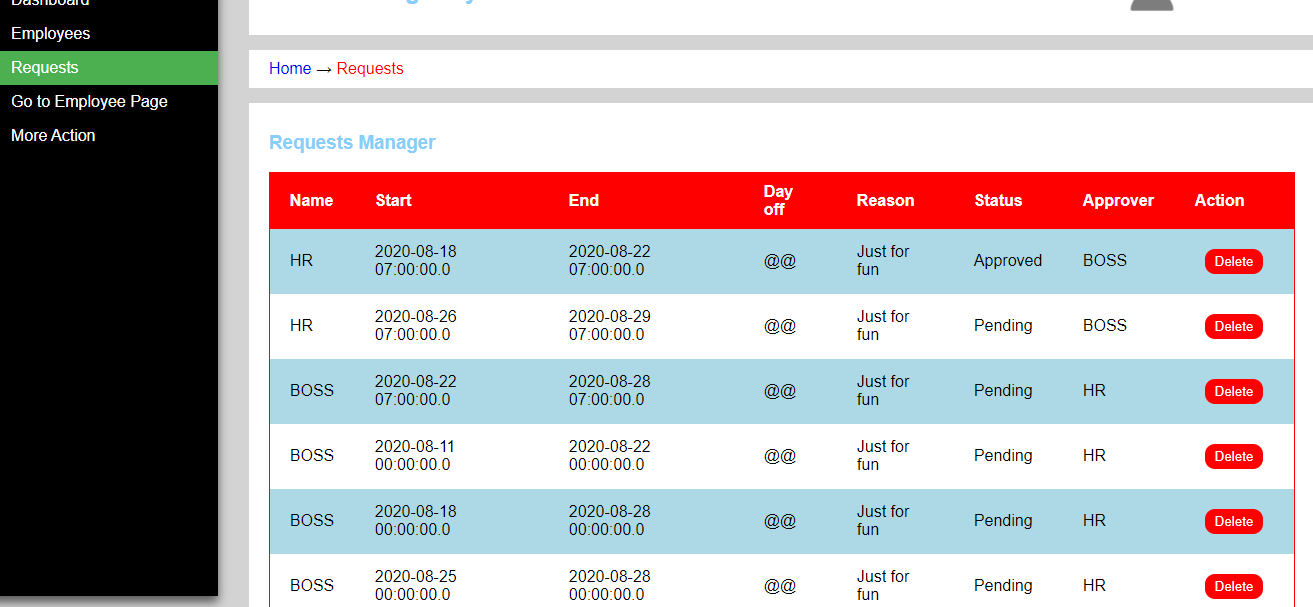 Dashboard
Employees
Requests
Go to Employee Page
More Action
Home → Requests
Requests Manager
Name Start End Day off Reason Status Approver Action
HR 2020-08-18 07:00:00.0 2020-08-22 07:00:00.0 @@ Just for fun Approved BOSS Delete
HR 2020-08-26 07:00:00.0 2020-08-29 07:00:00.0 @@ Just for fun Pending BOSS Delete
BOSS 2020-08-22 07:00:00.0 2020-08-28 07:00:00.0 @@ Just for fun Pending HR Delete
BOSS 2020-08-11 00:00:00.0 2020-08-22 00:00:00.0 @@ Just for fun Pending HR Delete
BOSS 2020-08-18 00:00:00.0 2020-08-28 00:00:00.0 @@ Just for fun Pending HR Delete
BOSS 2020-08-25 00:00:00.0 2020-08-28 00:00:00.0 @@ Just for fun Pending HR Delete